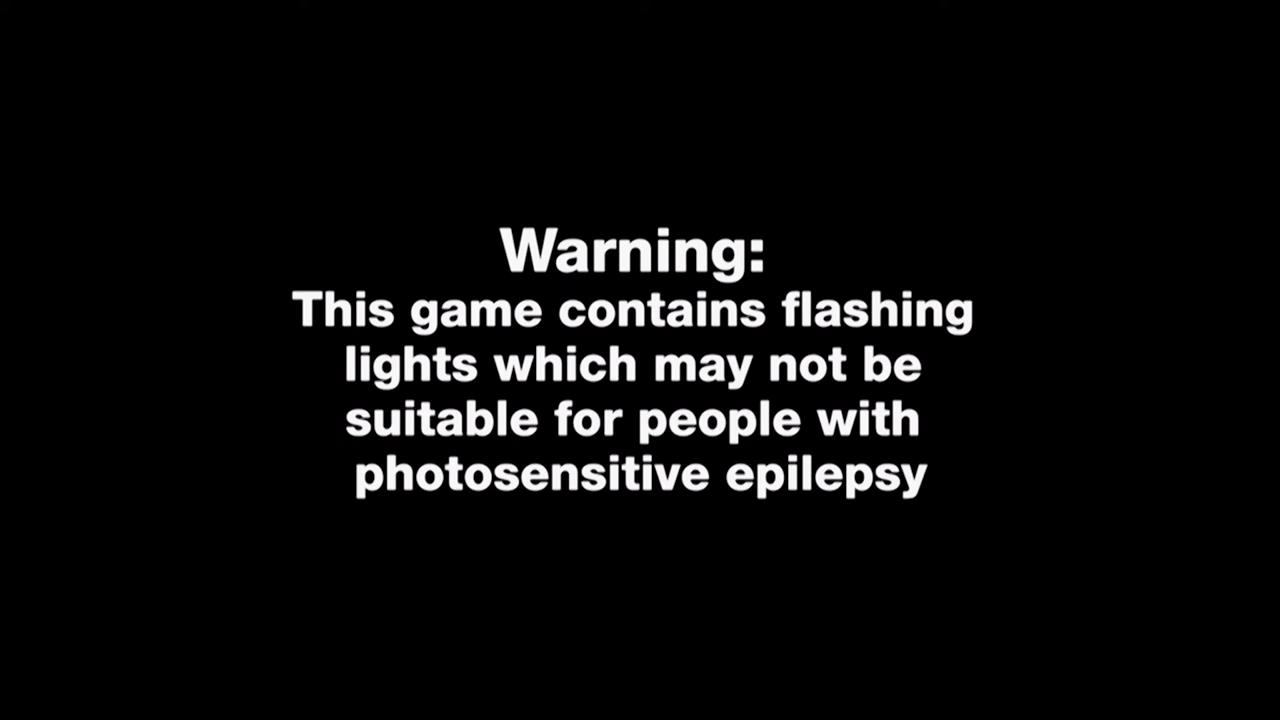 Warning:
This game contains flashing
lights which may not be
suitable for people with
photosensitive epilepsy